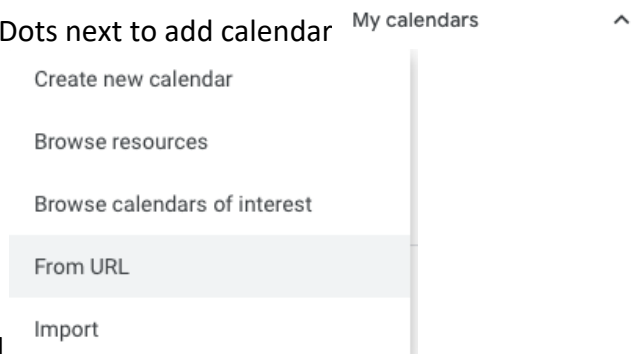 Dots next to add calendar My calendars
Create new calendar
Browse resources
Browse calendars of interest
From URL
Import